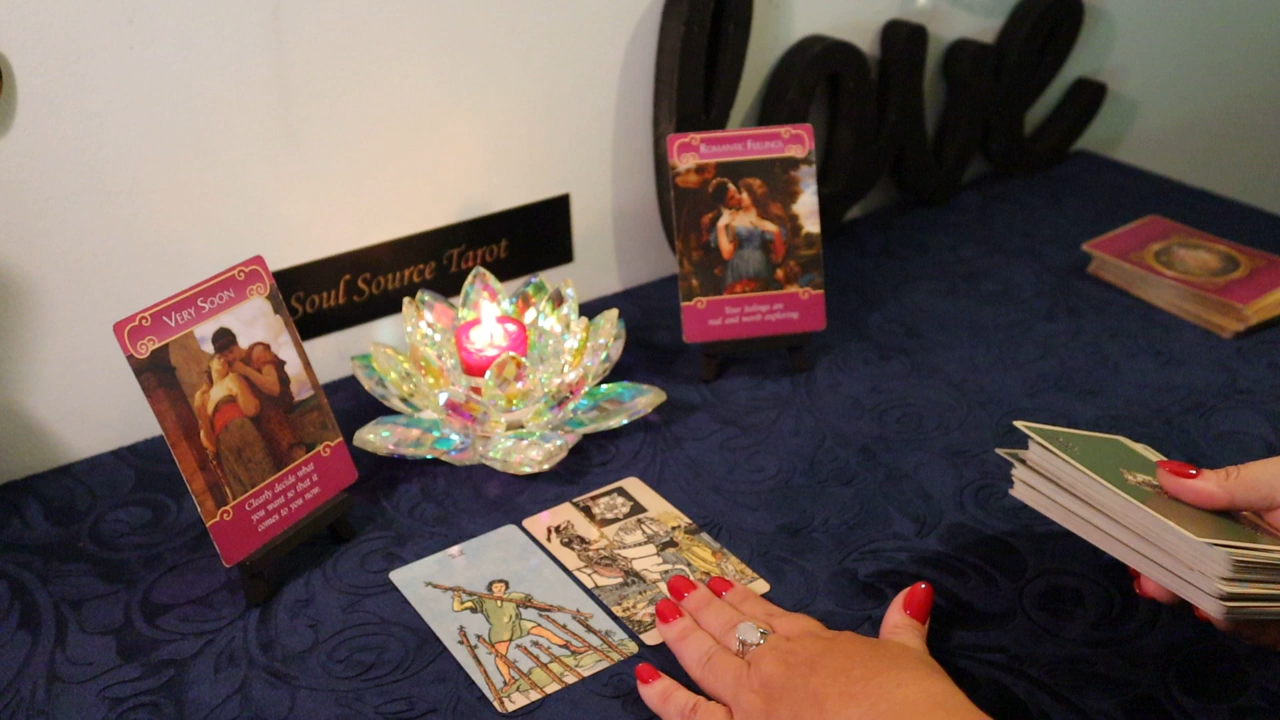 love
ROMANTIC FEELINGS
Your feelings are
real and worth exploring
Soul Source Tarot
VERY SOON
Clearly decide what
you want so that it
comes to you now.